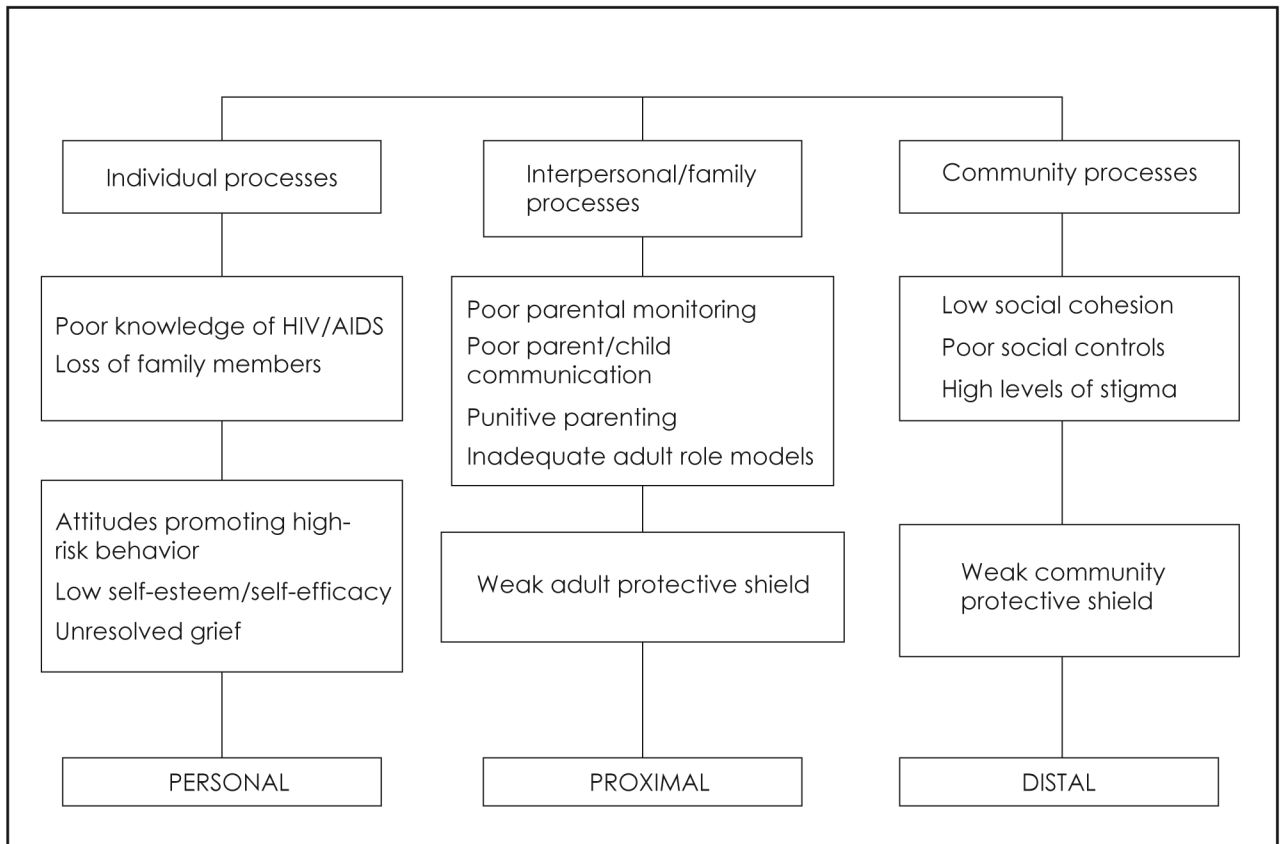 Individual processes
Poor knowledge of HIV/AIDS
Loss of family members
Attitudes promoting high-
risk behavior
Low self-esteem/self-efficacy
Unresolved grief
PERSONAL
Interpersonal/family
processes
Poor parental monitoring
Poor parent/child
communication
Punitive parenting
Inadequate adult role models
Weak adult protective shield
PROXIMAL
Community processes
Low social cohesion
Poor social controls
High levels of stigma
Weak community
protective shield
DISTAL